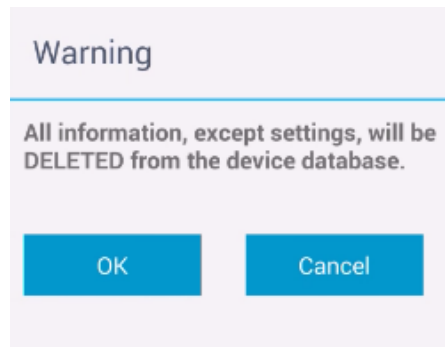 Warning
All information, except settings, will be
DELETED from the device database.
OK
Cancel